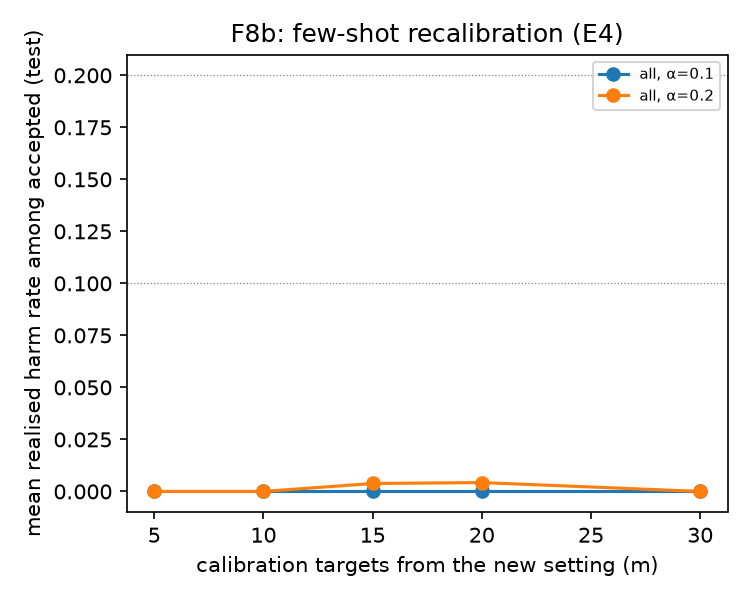 F8b: few-shot recalibration (E4)
mean realised harm rate among accepted (test)
0.200
0.175
0.150
0.125
0.100
0.075
0.050
0.025
0.000
all, α=0.1
all, α=0.2
5 10 15 20 25 30
calibration targets from the new setting (m)